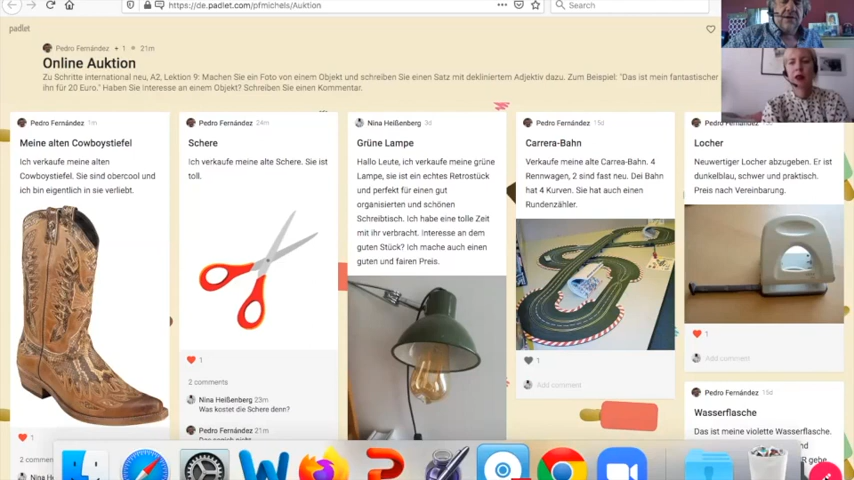 https://de.padlet.com/pfmichels/Auktion
Search
padlet
Pedro Fernández + 1 21m
Online Auktion
Zu Schritte international neu, A2, Lektion 9: Machen Sie ein Foto von einem Objekt und schreiben Sie einen Satz mit dekliniertem Adjektiv dazu. Zum Beispiel: "Das ist mein fantastischer
ihn für 20 Euro." Haben Sie Interesse an einem Objekt? Schreiben Sie einen Kommentar.
Pedro Fernández 1m
Meine alten Cowboystiefel
Ich verkaufe meine alten
Cowboystiefel. Sie sind obercool und
ich bin eigentlich in sie verliebt.
1
2 comments
Nina
Pedro Fernández 24m
Schere
Ich verkaufe meine alte Schere. Sie ist
toll.
1
2 comments
Nina Heißenberg 23m
Was kostet die Schere denn?
Pedro Fernández 21m
Nina Heißenberg 3d
Grüne Lampe
Hallo Leute, ich verkaufe meine grüne
Lampe, sie ist ein echtes Retrostück
und perfekt für einen gut
organisierten und schönen
Schreibtisch. Ich habe eine tolle Zeit
mit ihr verbracht. Interesse an dem
guten Stück? Ich mache auch einen
guten und fairen Preis.
Pedro Fernández 15d
Carrera-Bahn
Verkaufe meine alte Carrea-Bahn. 4
Rennwagen, 2 sind fast neu. Dei Bahn
hat 4 Kurven. Sie hat auch einen
Rundenzähler.
1
Add comment
Pedro Fernández
Locher
Neuwertiger Locher abzugeben. Er ist
dunkelblau, schwer und praktisch.
Preis nach Vereinbarung.
1
Add comment
Pedro Fernández 15d
Wasserflasche
Das ist meine violette Wasserflasche.